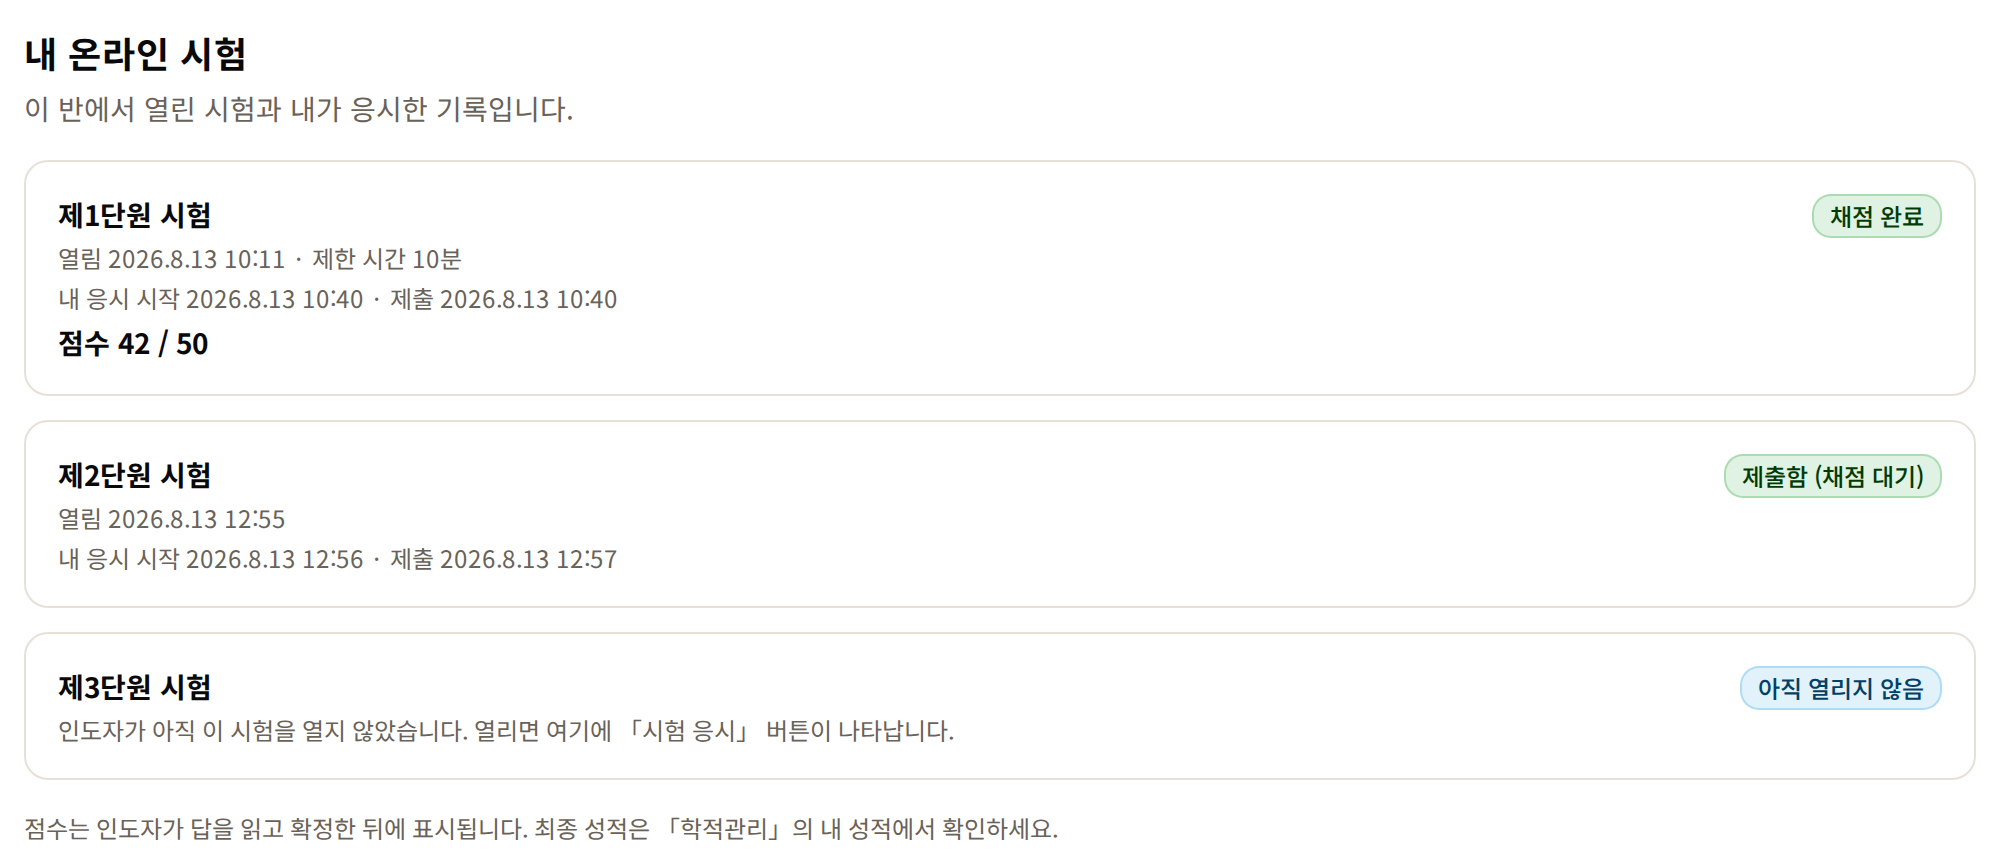 내 온라인 시험
이 반에서 열린 시험과 내가 응시한 기록입니다.
제1단원 시험
채점 완료
열림 2026.8.13 10:11 · 제한 시간 10분
내 응시 시작 2026.8.13 10:40 · 제출 2026.8.13 10:40
점수 42 / 50
제2단원 시험
제출함 (채점 대기)
열림 2026.8.13 12:55
내 응시 시작 2026.8.13 12:56 · 제출 2026.8.13 12:57
제3단원 시험
아직 열리지 않음
인도자가 아직 이 시험을 열지 않았습니다. 열리면 여기에 「시험 응시」 버튼이 나타납니다.
점수는 인도자가 답을 읽고 확정한 뒤에 표시됩니다. 최종 성적은 「학적관리」의 내 성적에서 확인하세요.